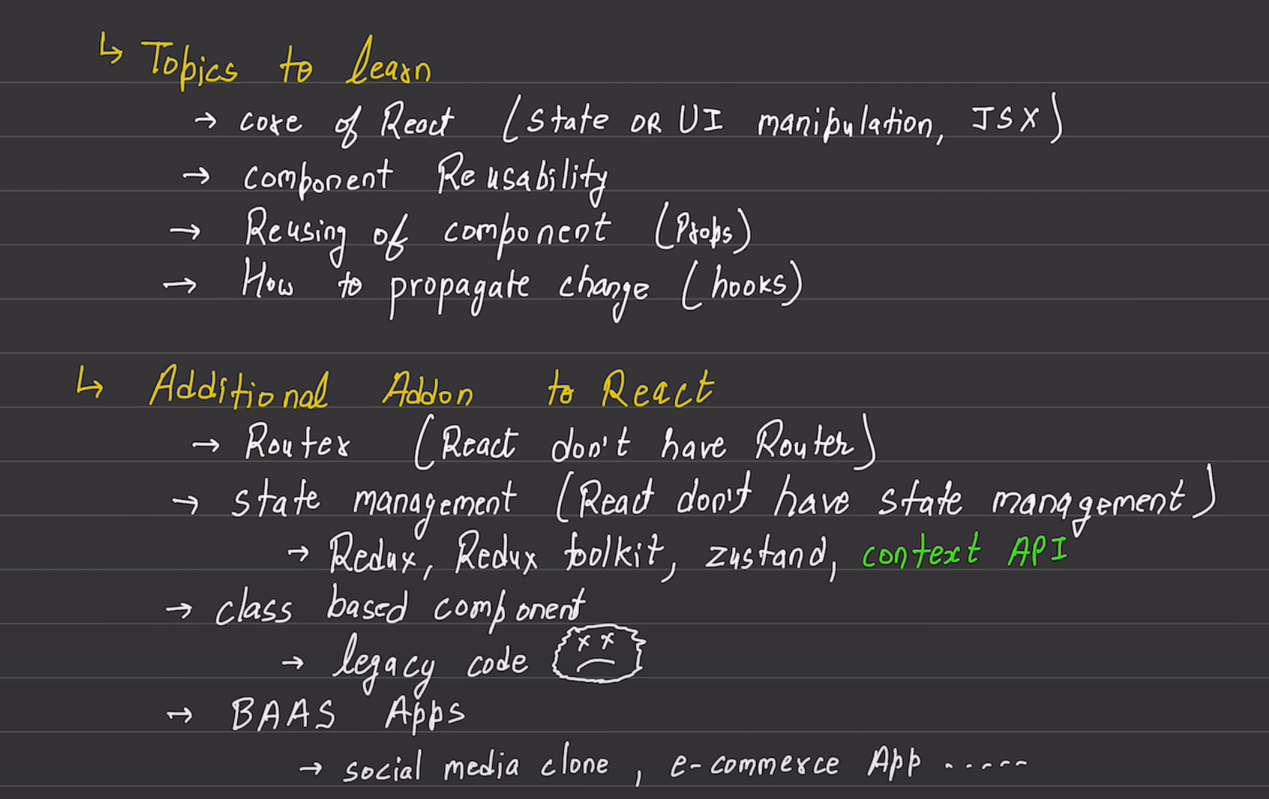 ↳ Topics to learn
→ core of React (state OR UI manipulation, JSX)
→ component Reusability
→ Reusing of component (Props)
→ How to propagate change (hooks)
↳ Additional Addon to React
→ Router (React don't have Router)
→ state management (React don't have state management)
→ Redux, Redux toolkit, zustand, context API
→ class based component
→ legacy code
→ BAAS Apps
→ social media clone, e-commerce App .....